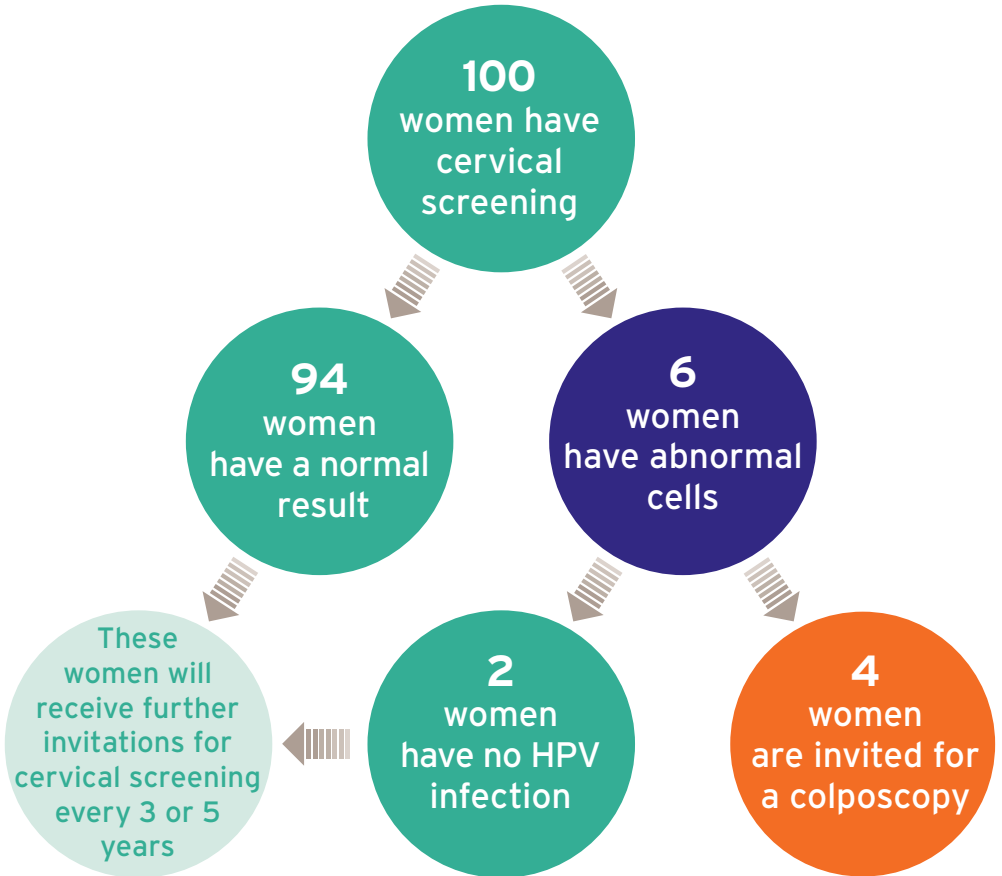 100
women have
cervical
screening
94
women
have a normal
result
6
women
have abnormal
cells
These
women will
receive further
invitations for
cervical screening
every 3 or 5
years
2
women
have no HPV
infection
4
women
are invited for
a colposcopy